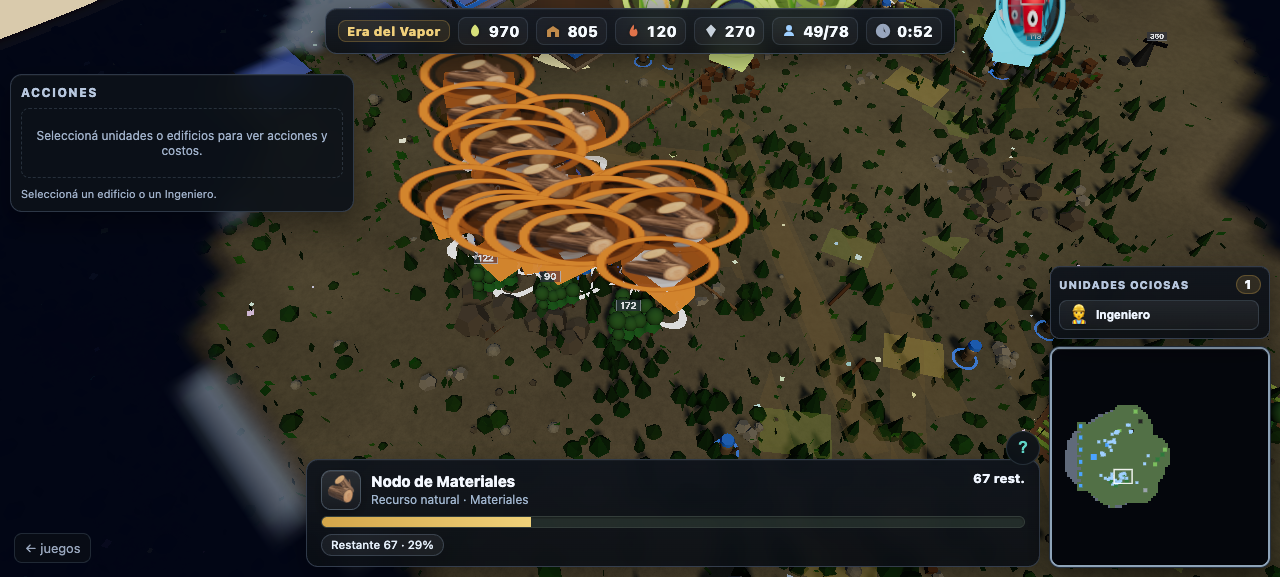 Era del Vapor 970 805 120 270 49/78 0:52
113
360
ACCIONES
Seleccioná unidades o edificios para ver acciones y
costos.
Seleccioná un edificio o un Ingeniero.
122
90
172
UNIDADES OCIOSAS 1
Ingeniero
?
Nodo de Materiales
67 rest.
Recurso natural · Materiales
Restante 67 · 29%
← juegos